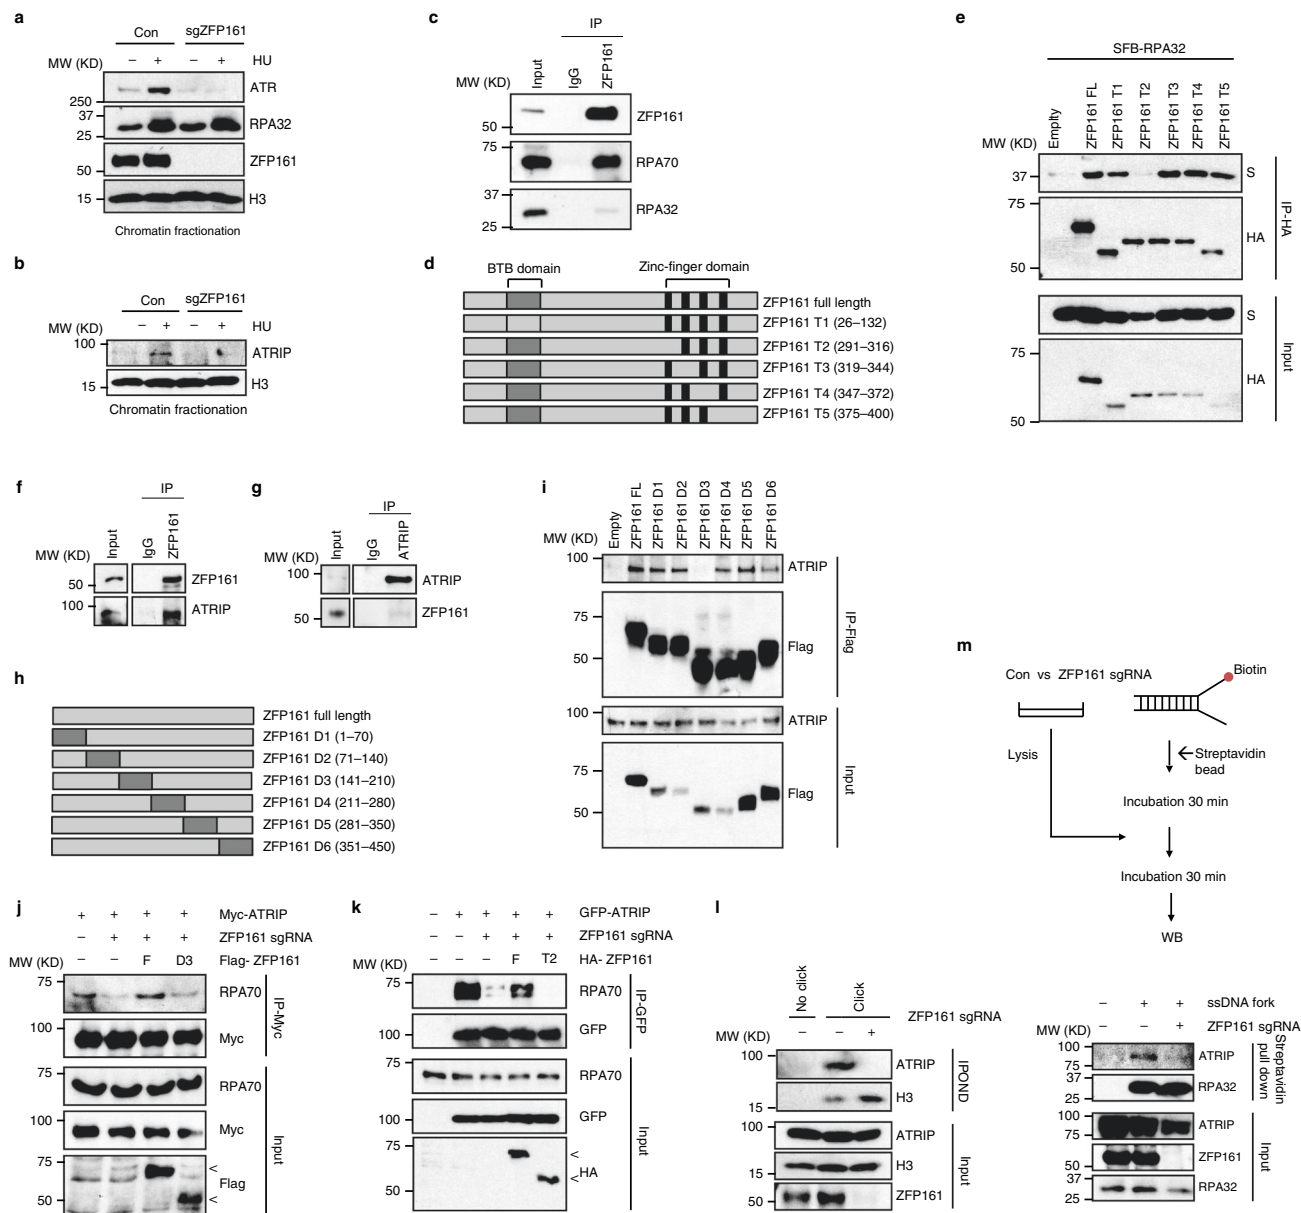 a
Con sgZFP161
MW (KD) – + – + HU
250
ATR
37
25
RPA32
50
ZFP161
15
H3
Chromatin fractionation
b
Con sgZFP161
MW (KD) – + – + HU
100
ATRIP
15
H3
Chromatin fractionation
c
IP
MW (KD) Input IgG ZFP161
50
ZFP161
75
RPA70
37
25
RPA32
d
BTB domain Zinc-finger domain
ZFP161 full length
ZFP161 T1 (26–132)
ZFP161 T2 (291–316)
ZFP161 T3 (319–344)
ZFP161 T4 (347–372)
ZFP161 T5 (375–400)
e
SFB-RPA32
MW (KD) Emplty ZFP161 FL ZFP161 T1 ZFP161 T2 ZFP161 T3 ZFP161 T4 ZFP161 T5
37
S
75
50
HA
IP-HA
S
75
50
HA
Input
f
IP
MW (KD) Input IgG ZFP161
50
ZFP161
100
ATRIP
g
IP
MW (KD) Input IgG ATRIP
100
ATRIP
50
ZFP161
h
ZFP161 full length
ZFP161 D1 (1–70)
ZFP161 D2 (71–140)
ZFP161 D3 (141–210)
ZFP161 D4 (211–280)
ZFP161 D5 (281–350)
ZFP161 D6 (351–450)
i
MW (KD) Empty ZFP161 FL ZFP161 D1 ZFP161 D2 ZFP161 D3 ZFP161 D4 ZFP161 D5 ZFP161 D6
100
ATRIP
75
50
Flag
IP-Flag
100
ATRIP
75
50
Flag
Input
j
+ + + + Myc-ATRIP
– + + + ZFP161 sgRNA
MW (KD) – – F D3 Flag- ZFP161
75
RPA70
100
Myc
IP-Myc
75
RPA70
100
Myc
75
50
< Flag <
Input
k
– + + + + GFP-ATRIP
– – + + + ZFP161 sgRNA
MW (KD) – – – F T2 HA- ZFP161
75
RPA70
100
GFP
IP-GFP
75
RPA70
100
GFP
75
50
< HA <
Input
l
No click Click
ZFP161 sgRNA
MW (KD) – – +
100
ATRIP
15
H3
IPOND
100
ATRIP
15
H3
50
ZFP161
Input
m
Con vs ZFP161 sgRNA
Biotin
Lysis
Streptavidin
bead
Incubation 30 min
Incubation 30 min
WB
– + + ssDNA fork
MW (KD) – – + ZFP161 sgRNA
100
75
ATRIP
37
25
RPA32
Streptavidin
pull down
100
75
ATRIP
50
ZFP161
37
25
RPA32
Input